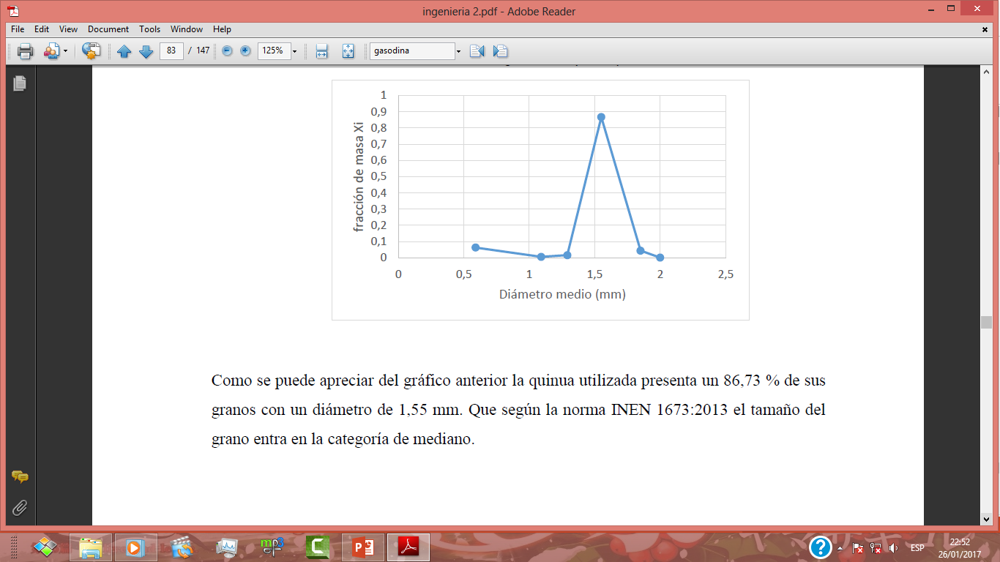 ingenieria 2.pdf - Adobe Reader
File Edit View Document Tools Window Help
83 / 147 125% gasodina
1
0,9
0,8
0,7
0,6
0,5
0,4
0,3
0,2
0,1
0
fracción de masa Xi
0 0,5 1 1,5 2 2,5
Diámetro medio (mm)
Como se puede apreciar del gráfico anterior la quinua utilizada presenta un 86,73 % de sus
granos con un diámetro de 1,55 mm. Que según la norma INEN 1673:2013 el tamaño del
grano entra en la categoría de mediano.
mp3
ESP
22:52
26/01/2017